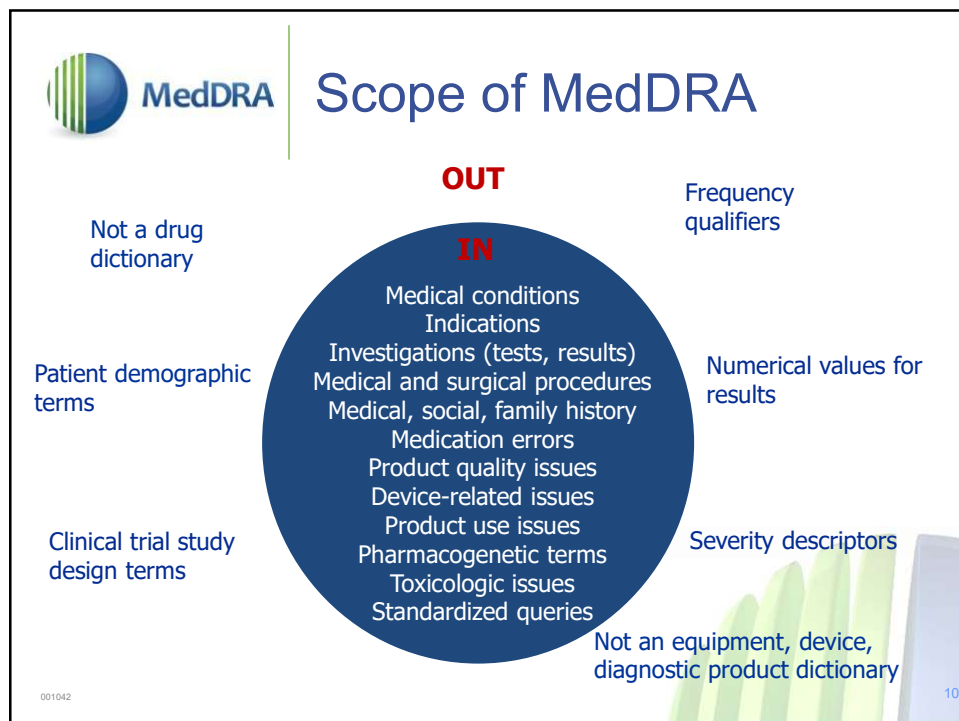 MedDRA
Scope of MedDRA
OUT
Frequency
qualifiers
Not a drug
dictionary
IN
Medical conditions
Indications
Investigations (tests, results)
Medical and surgical procedures
Medical, social, family history
Medication errors
Product quality issues
Device-related issues
Product use issues
Pharmacogenetic terms
Toxicologic issues
Standardized queries
Patient demographic
terms
Numerical values for
results
Clinical trial study
design terms
Severity descriptors
Not an equipment, device,
diagnostic product dictionary
001042
10